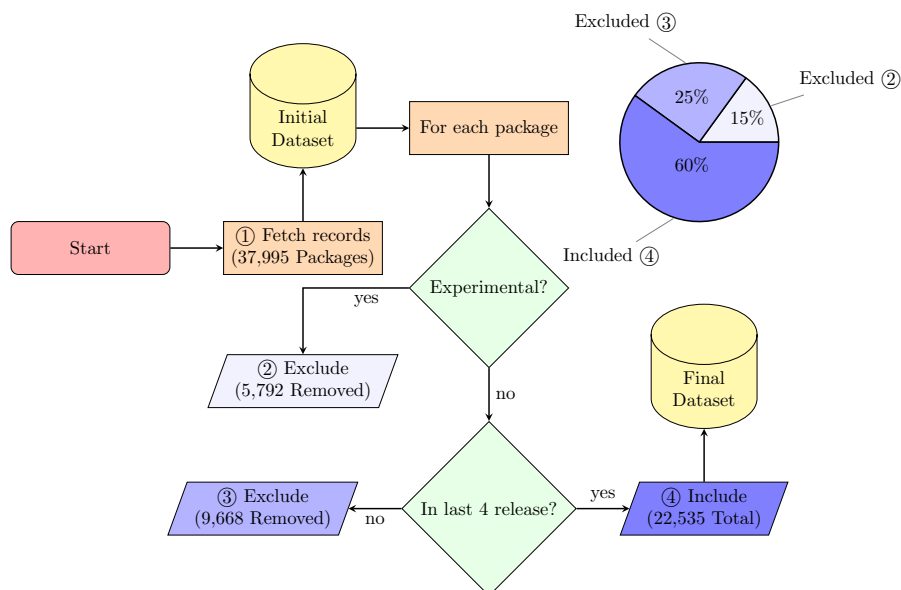 Start
① Fetch records
(37,995 Packages)
Initial
Dataset
For each package
Experimental?
yes
② Exclude
(5,792 Removed)
no
In last 4 release?
no
③ Exclude
(9,668 Removed)
yes
④ Include
(22,535 Total)
Final
Dataset
Excluded ③
25%
Excluded ②
15%
60%
Included ④